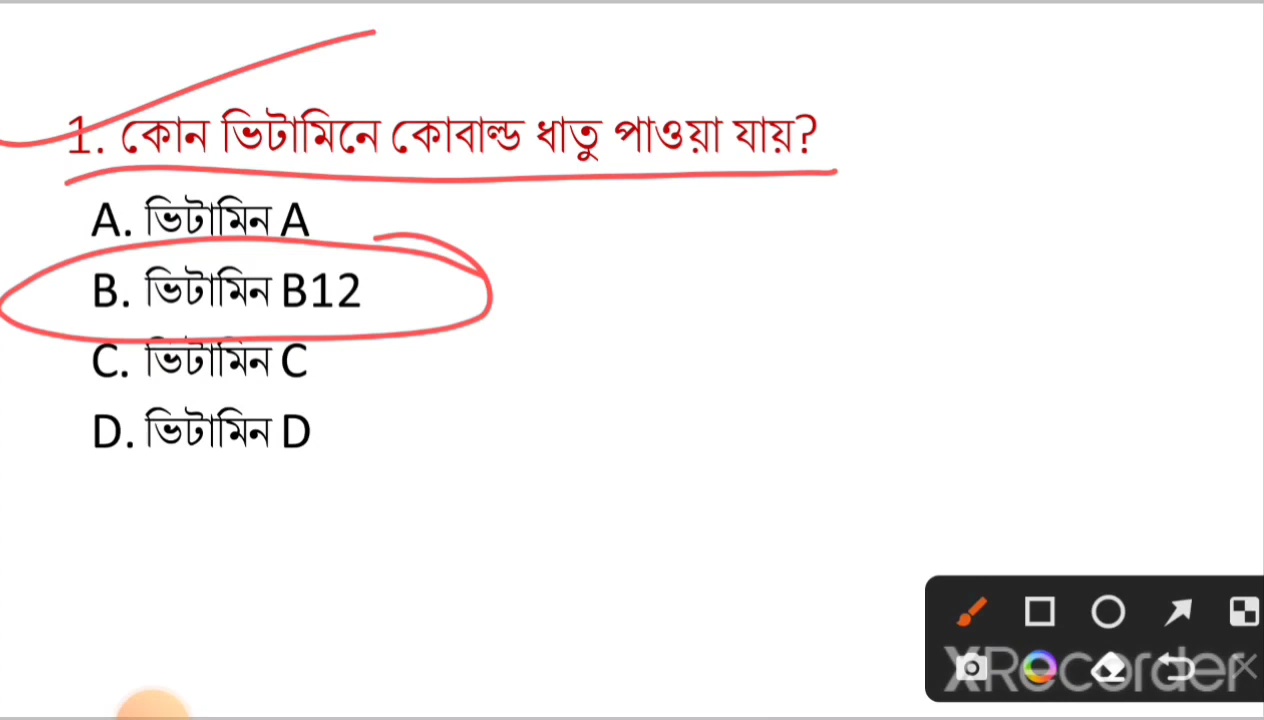 1. কোন ভিটামিনে কোবাল্ড ধাতু পাওয়া যায়?
A. ভিটামিন A
B. ভিটামিন B12
C. ভিটামিন C
D. ভিটামিন D
XRecorder